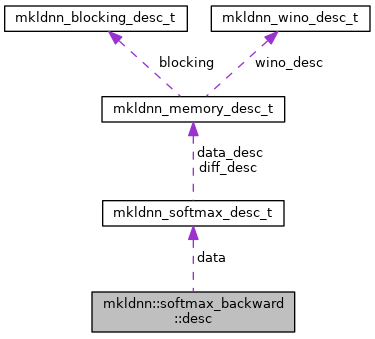 mkldnn_blocking_desc_t
mkldnn_wino_desc_t
blocking
wino_desc
mkldnn_memory_desc_t
data_desc
diff_desc
mkldnn_softmax_desc_t
data
mkldnn::softmax_backward
::desc